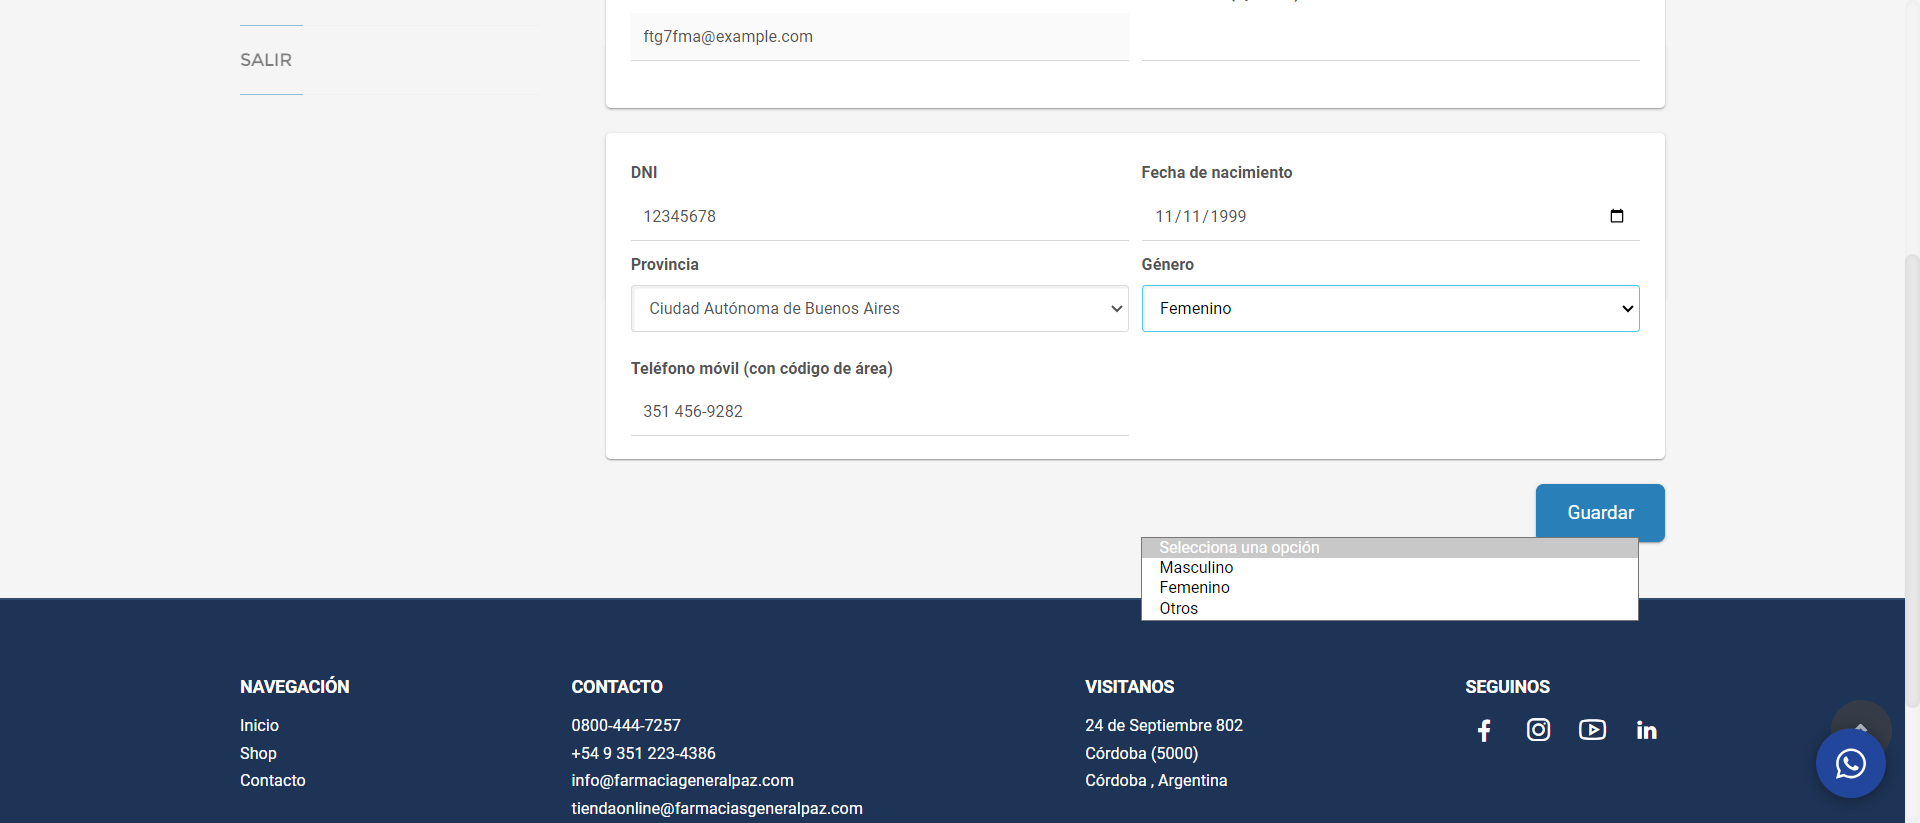 SALIR
ftg7fma@example.com
DNI
Fecha de nacimiento
12345678
11/11/1999
Provincia
Género
Ciudad Autónoma de Buenos Aires
Femenino
Teléfono móvil (con código de área)
351 456-9282
Guardar
Selecciona una opción
Masculino
Femenino
Otros
NAVEGACIÓN
Inicio
Shop
Contacto
CONTACTO
0800-444-7257
+54 9 351 223-4386
info@farmaciageneralpaz.com
tiendaonline@farmaciasgeneralpaz.com
VISITANOS
24 de Septiembre 802
Córdoba (5000)
Córdoba , Argentina
SEGUINOS